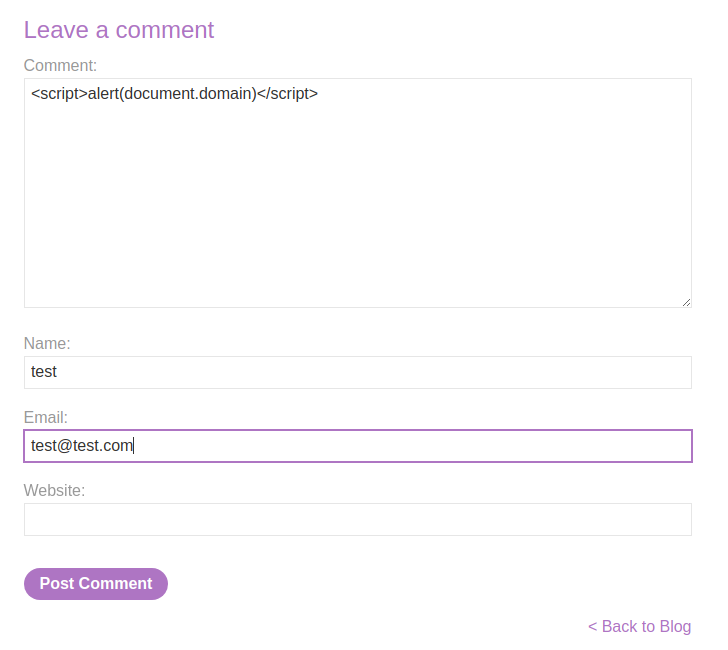 Leave a comment
Comment:
<script>alert(document.domain)</script>
Name:
test
Email:
test@test.com
Website:
Post Comment
< Back to Blog